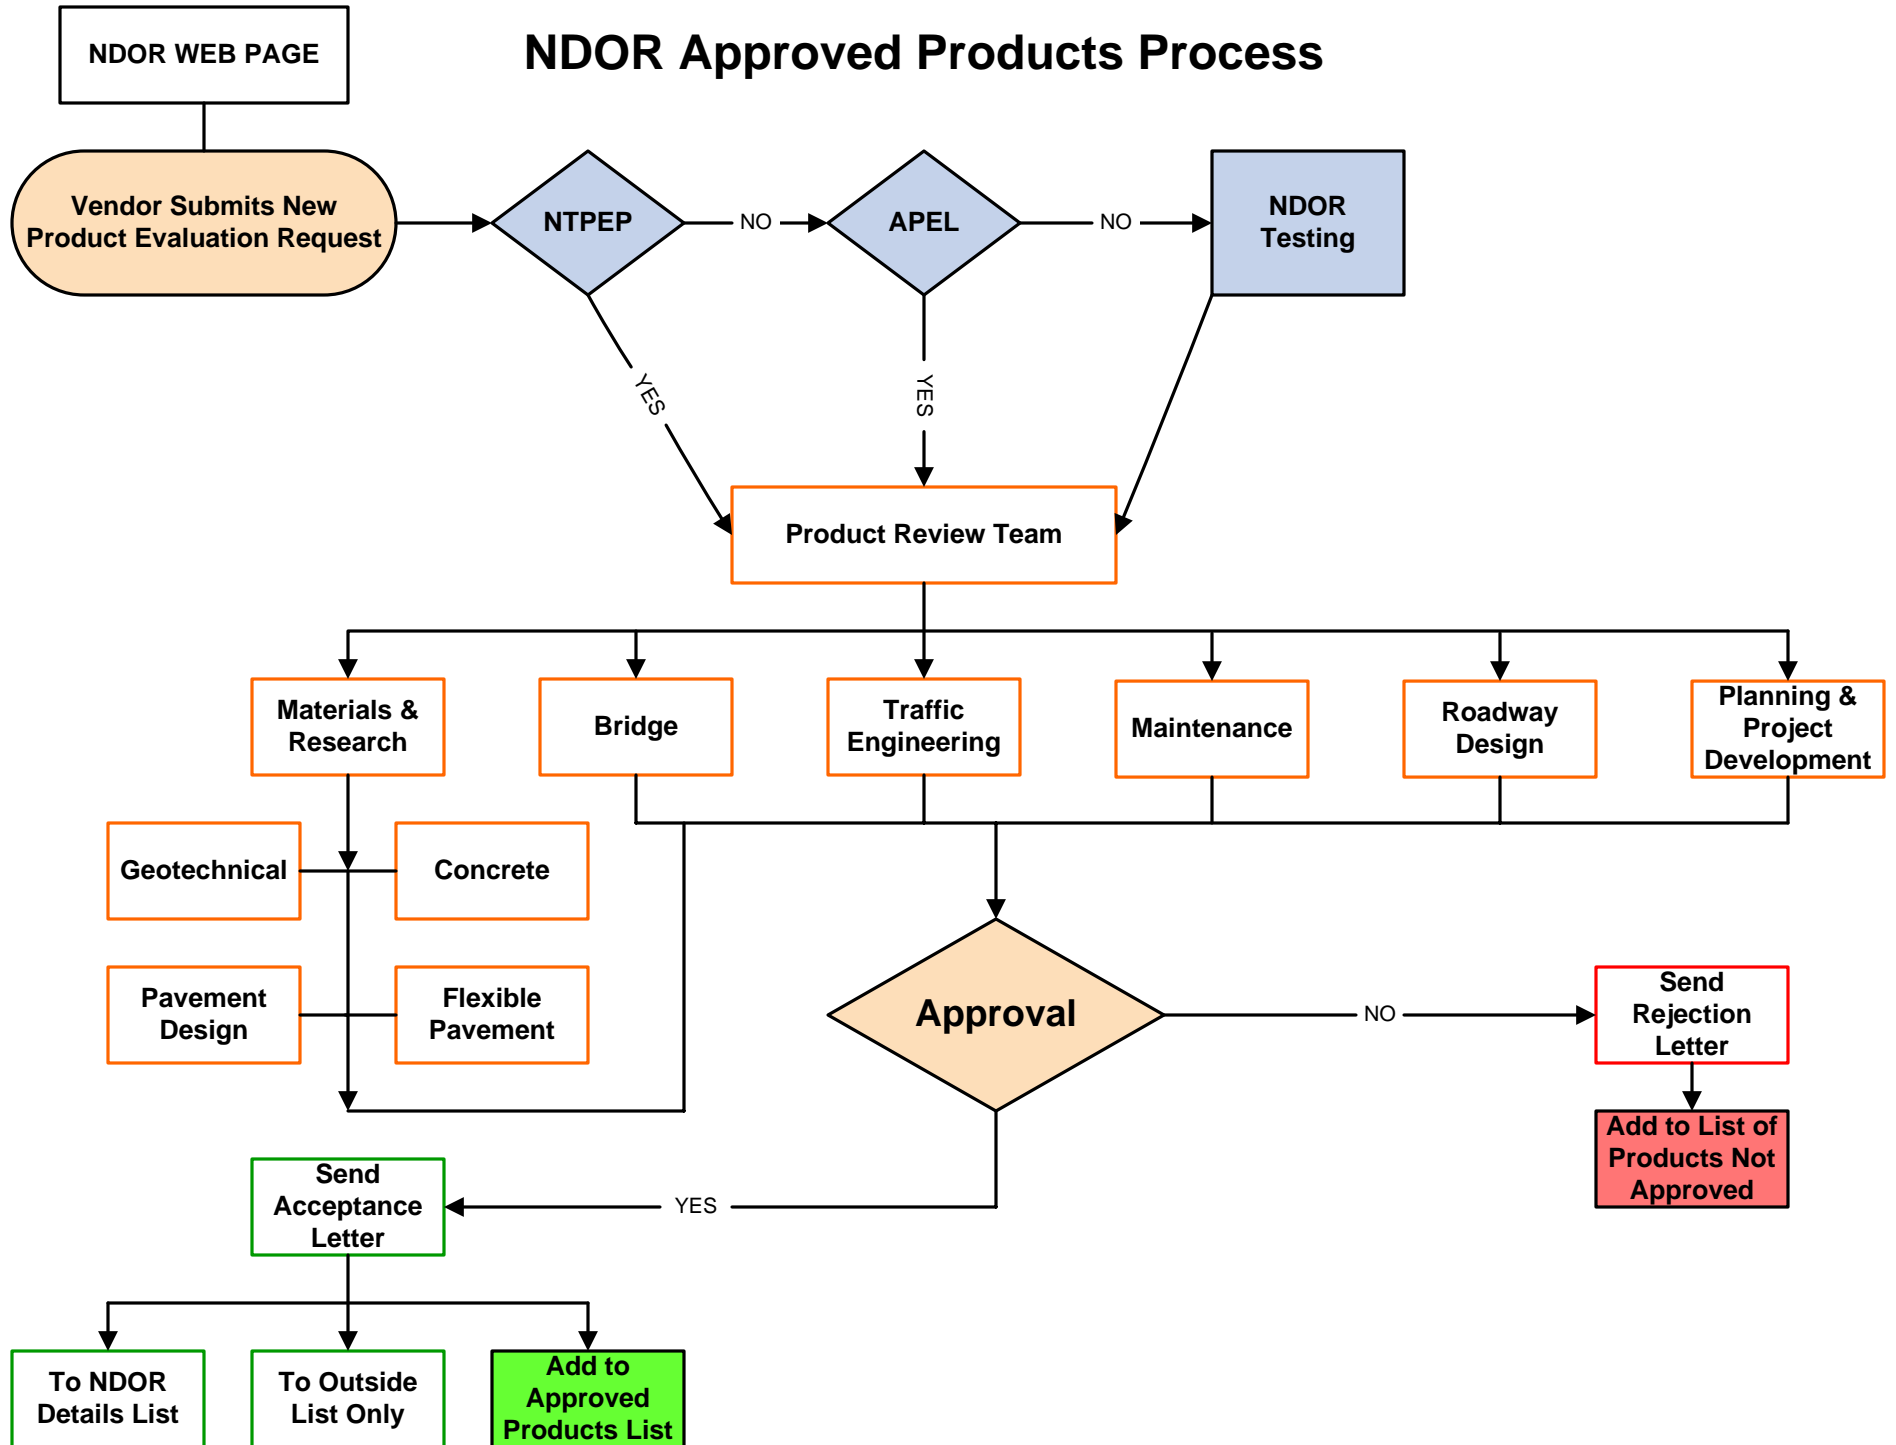 NDOR WEB PAGE
NDOR Approved Products Process
Vendor Submits New
Product Evaluation Request
NTPEP
NO
APEL
NO
NDOR
Testing
YES
YES
Product Review Team
Materials &
Research
Bridge
Traffic
Engineering
Maintenance
Roadway
Design
Planning &
Project
Development
Geotechnical
Concrete
Pavement
Design
Flexible
Pavement
Approval
NO
Send
Rejection
Letter
Add to List of
Products Not
Approved
YES
Send
Acceptance
Letter
To NDOR
Details List
To Outside
List Only
Add to
Approved
Products List